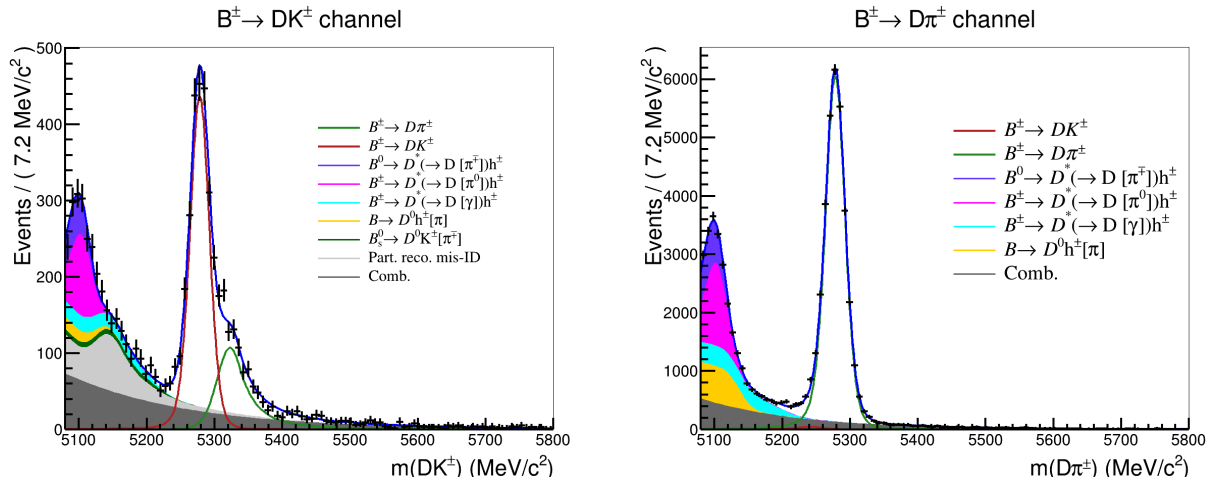 B± → DK± channel
Events / ( 7.2 MeV/c²)
500
400
300
200
100
0
B± → Dπ±
B± → DK±
B⁰ → D*(→ D [π∓])h±
B± → D*(→ D [π⁰])h±
B± → D*(→ D [γ])h±
B → D⁰h±[π]
B⁰ₛ → D⁰K±[π∓]
Part. reco. mis-ID
Comb.
5100 5200 5300 5400 5500 5600 5700 5800
m(DK±) (MeV/c²)
B± → Dπ± channel
Events / ( 7.2 MeV/c²)
6000
5000
4000
3000
2000
1000
0
B± → DK±
B± → Dπ±
B⁰ → D*(→ D [π∓])h±
B± → D*(→ D [π⁰])h±
B± → D*(→ D [γ])h±
B → D⁰h±[π]
Comb.
5100 5200 5300 5400 5500 5600 5700 5800
m(Dπ±) (MeV/c²)